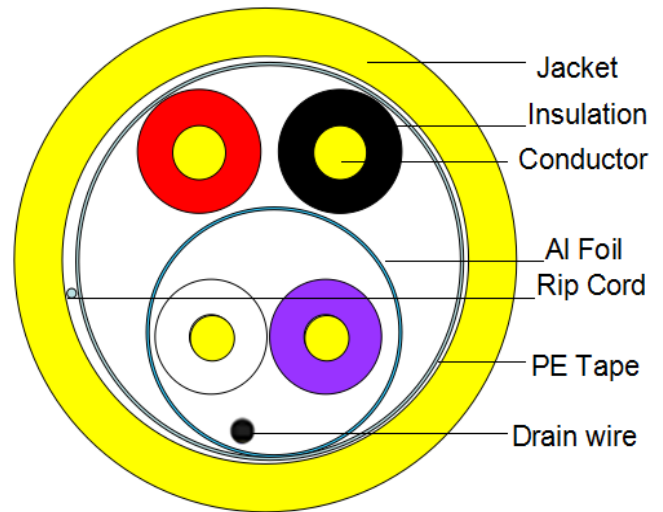 Jacket
Insulation
Conductor
Al Foil
Rip Cord
PE Tape
Drain wire